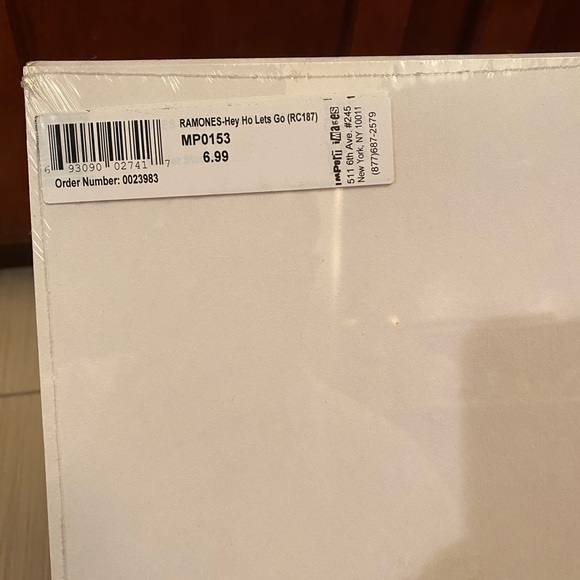 RAMONES-Hey Ho Lets Go (RC187)
MP0153
6.99
6 93090 02741 7
Order Number: 0023983
IMPORT IMAGES
511 6th Ave. #245
New York, NY 10011
(877)687-2579